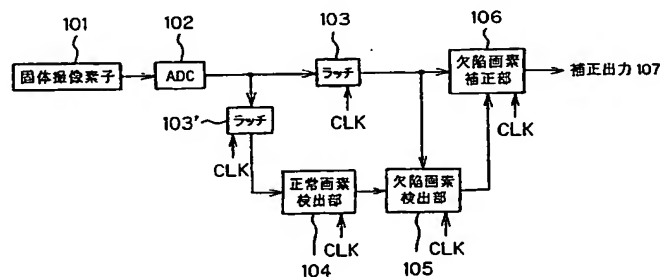 101
102
103
106
固体撮像素子
ADC
ラッチ
欠陥画素
補正部
補正出力 107
CLK
CLK
ラッチ
103'
CLK
正常画素
検出部
欠陥画素
検出部
CLK
CLK
104
105